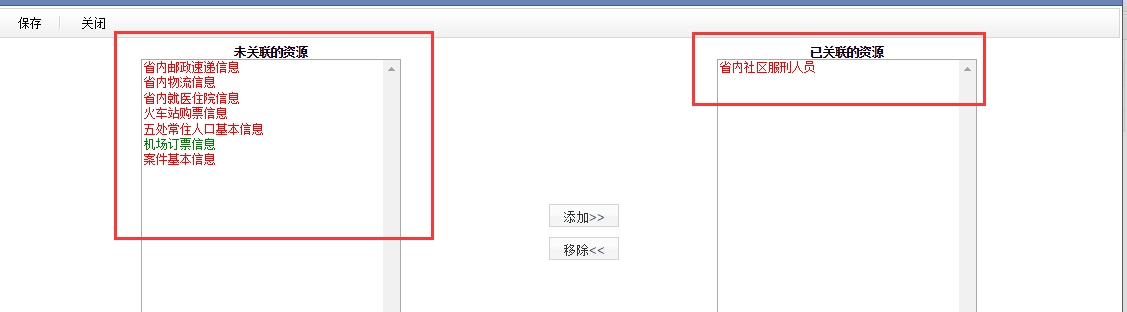 保存 关闭
未关联的资源
省内邮政速递信息
省内物流信息
省内就医住院信息
火车站购票信息
五处常住人口基本信息
机场订票信息
案件基本信息
添加>>
移除<<
已关联的资源
省内社区服刑人员